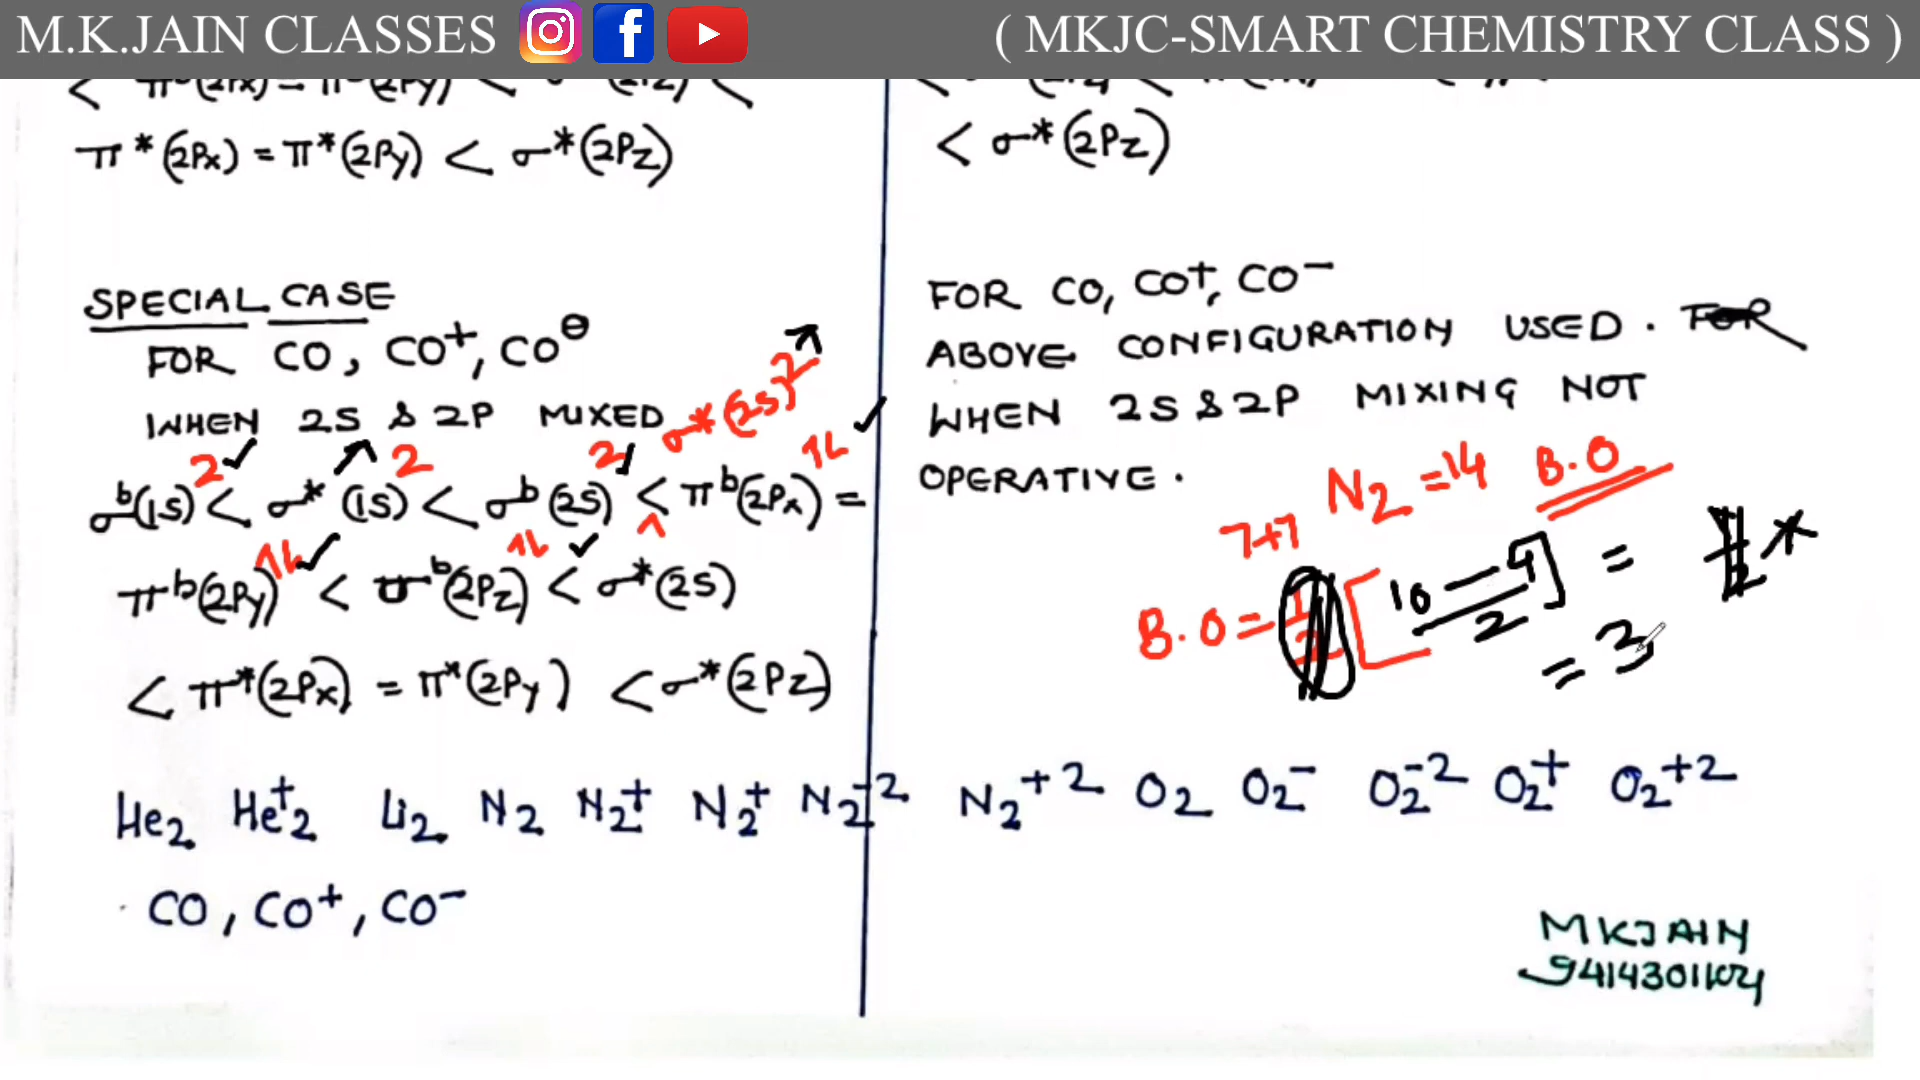 M.K.JAIN CLASSES
( MKJC-SMART CHEMISTRY CLASS )
π*(2Px) = π*(2Py) < σ*(2Pz)
SPECIAL CASE
FOR CO, CO+, CO⊖
WHEN 2S & 2P MIXED
σ*(2S)²
2 2 2 1L
σb(1S) < σ* (1S) < σb (2S) < πb(2Px) =
1L 1L ^
πb(2Py) < σb(2Pz) < σ*(2S)
< π*(2Px) = π*(2Py) < σ*(2Pz)
< σ*(2Pz)
FOR CO, CO+, CO-
ABOVE CONFIGURATION USED. FOR
WHEN 2S & 2P MIXING NOT
OPERATIVE.
N2 = 14 B.O
7+7
B.O = 1/2 [10-4]/2 =
= 3
He2 He2+ Li2 N2 N2+ N2+ N2-2 N2+2 O2 O2- O2-2 O2+ O2+2
CO, CO+, CO-
MKJAIN